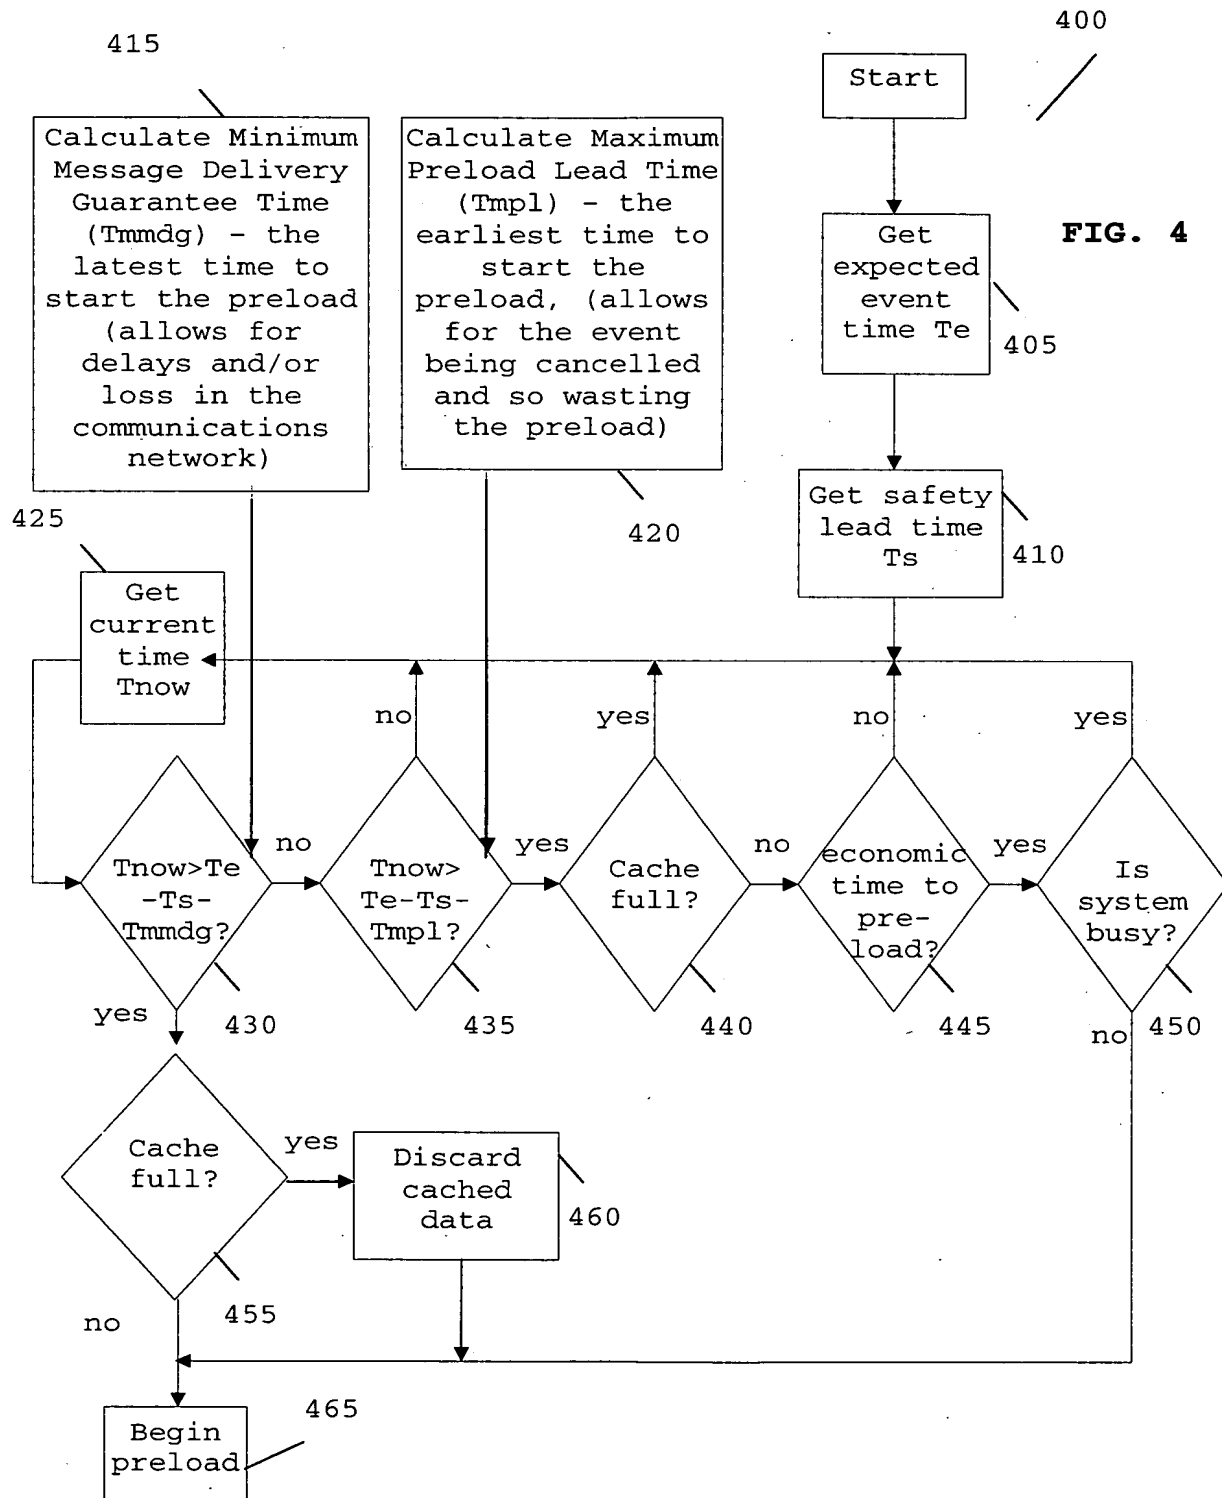 400
415
Start
Calculate Minimum
Message Delivery
Guarantee Time
(Tmmdg) – the
latest time to
start the preload
(allows for
delays and/or
loss in the
communications
network)
Calculate Maximum
Preload Lead Time
(Tmpl) – the
earliest time to
start the
preload, (allows
for the event
being cancelled
and so wasting
the preload)
Get
expected
event
time Te
FIG. 4
405
420
Get safety
lead time
Ts
410
425
Get
current
time
Tnow
no
yes
no
yes
Tnow>Te
-Ts-
Tmmdg?
no
Tnow>
Te-Ts-
Tmpl?
yes
Cache
full?
no
economic
time to
pre-
load?
yes
Is
system
busy?
yes
430
435
440
445
no
450
Cache
full?
yes
Discard
cached
data
460
455
no
465
Begin
preload